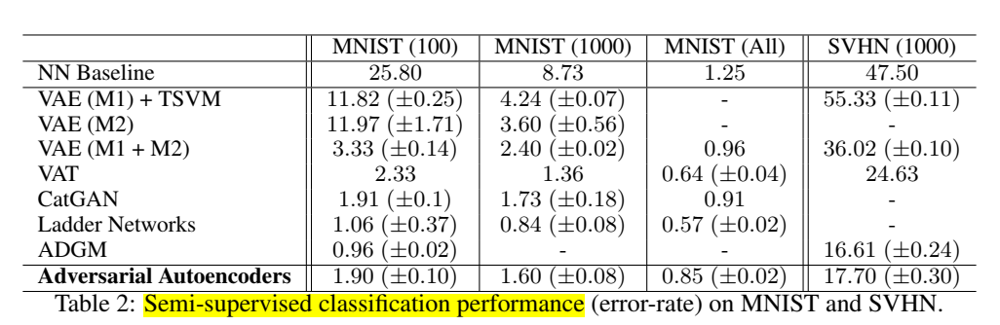 MNIST (100) MNIST (1000) MNIST (All) SVHN (1000)
NN Baseline 25.80 8.73 1.25 47.50
VAE (M1) + TSVM 11.82 (±0.25) 4.24 (±0.07) - 55.33 (±0.11)
VAE (M2) 11.97 (±1.71) 3.60 (±0.56) - -
VAE (M1 + M2) 3.33 (±0.14) 2.40 (±0.02) 0.96 36.02 (±0.10)
VAT 2.33 1.36 0.64 (±0.04) 24.63
CatGAN 1.91 (±0.1) 1.73 (±0.18) 0.91 -
Ladder Networks 1.06 (±0.37) 0.84 (±0.08) 0.57 (±0.02) -
ADGM 0.96 (±0.02) - - 16.61 (±0.24)
Adversarial Autoencoders 1.90 (±0.10) 1.60 (±0.08) 0.85 (±0.02) 17.70 (±0.30)
Table 2: Semi-supervised classification performance (error-rate) on MNIST and SVHN.